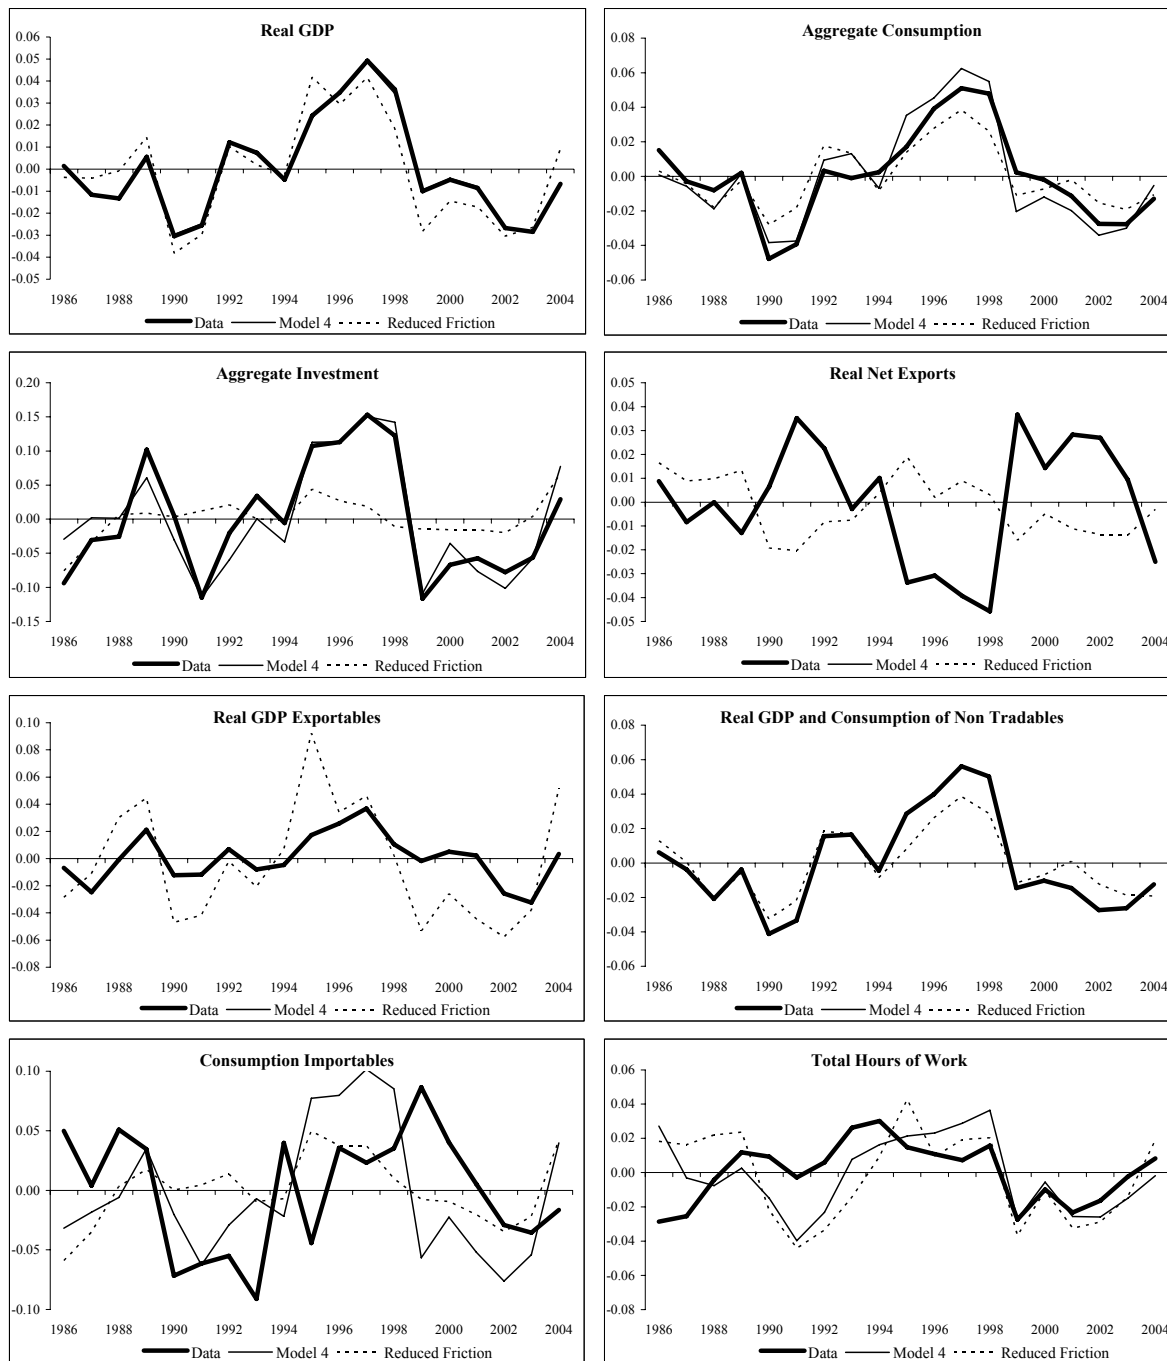 Real GDP
0.06
0.05
0.04
0.03
0.02
0.01
0.00
-0.01
-0.02
-0.03
-0.04
-0.05
1986 1988 1990 1992 1994 1996 1998 2000 2002 2004
Data Model 4 Reduced Friction
Aggregate Consumption
0.08
0.06
0.04
0.02
0.00
-0.02
-0.04
-0.06
1986 1988 1990 1992 1994 1996 1998 2000 2002 2004
Data Model 4 Reduced Friction
Aggregate Investment
0.20
0.15
0.10
0.05
0.00
-0.05
-0.10
-0.15
1986 1988 1990 1992 1994 1996 1998 2000 2002 2004
Data Model 4 Reduced Friction
Real Net Exports
0.05
0.04
0.03
0.02
0.01
0.00
-0.01
-0.02
-0.03
-0.04
-0.05
1986 1988 1990 1992 1994 1996 1998 2000 2002 2004
Data Model 4 Reduced Friction
Real GDP Exportables
0.10
0.08
0.06
0.04
0.02
0.00
-0.02
-0.04
-0.06
-0.08
1986 1988 1990 1992 1994 1996 1998 2000 2002 2004
Data Model 4 Reduced Friction
Real GDP and Consumption of Non Tradables
0.08
0.06
0.04
0.02
0.00
-0.02
-0.04
-0.06
1986 1988 1990 1992 1994 1996 1998 2000 2002 2004
Data Model 4 Reduced Friction
Consumption Importables
0.10
0.05
0.00
-0.05
-0.10
1986 1988 1990 1992 1994 1996 1998 2000 2002 2004
Data Model 4 Reduced Friction
Total Hours of Work
0.06
0.04
0.02
0.00
-0.02
-0.04
-0.06
-0.08
1986 1988 1990 1992 1994 1996 1998 2000 2002 2004
Data Model 4 Reduced Friction